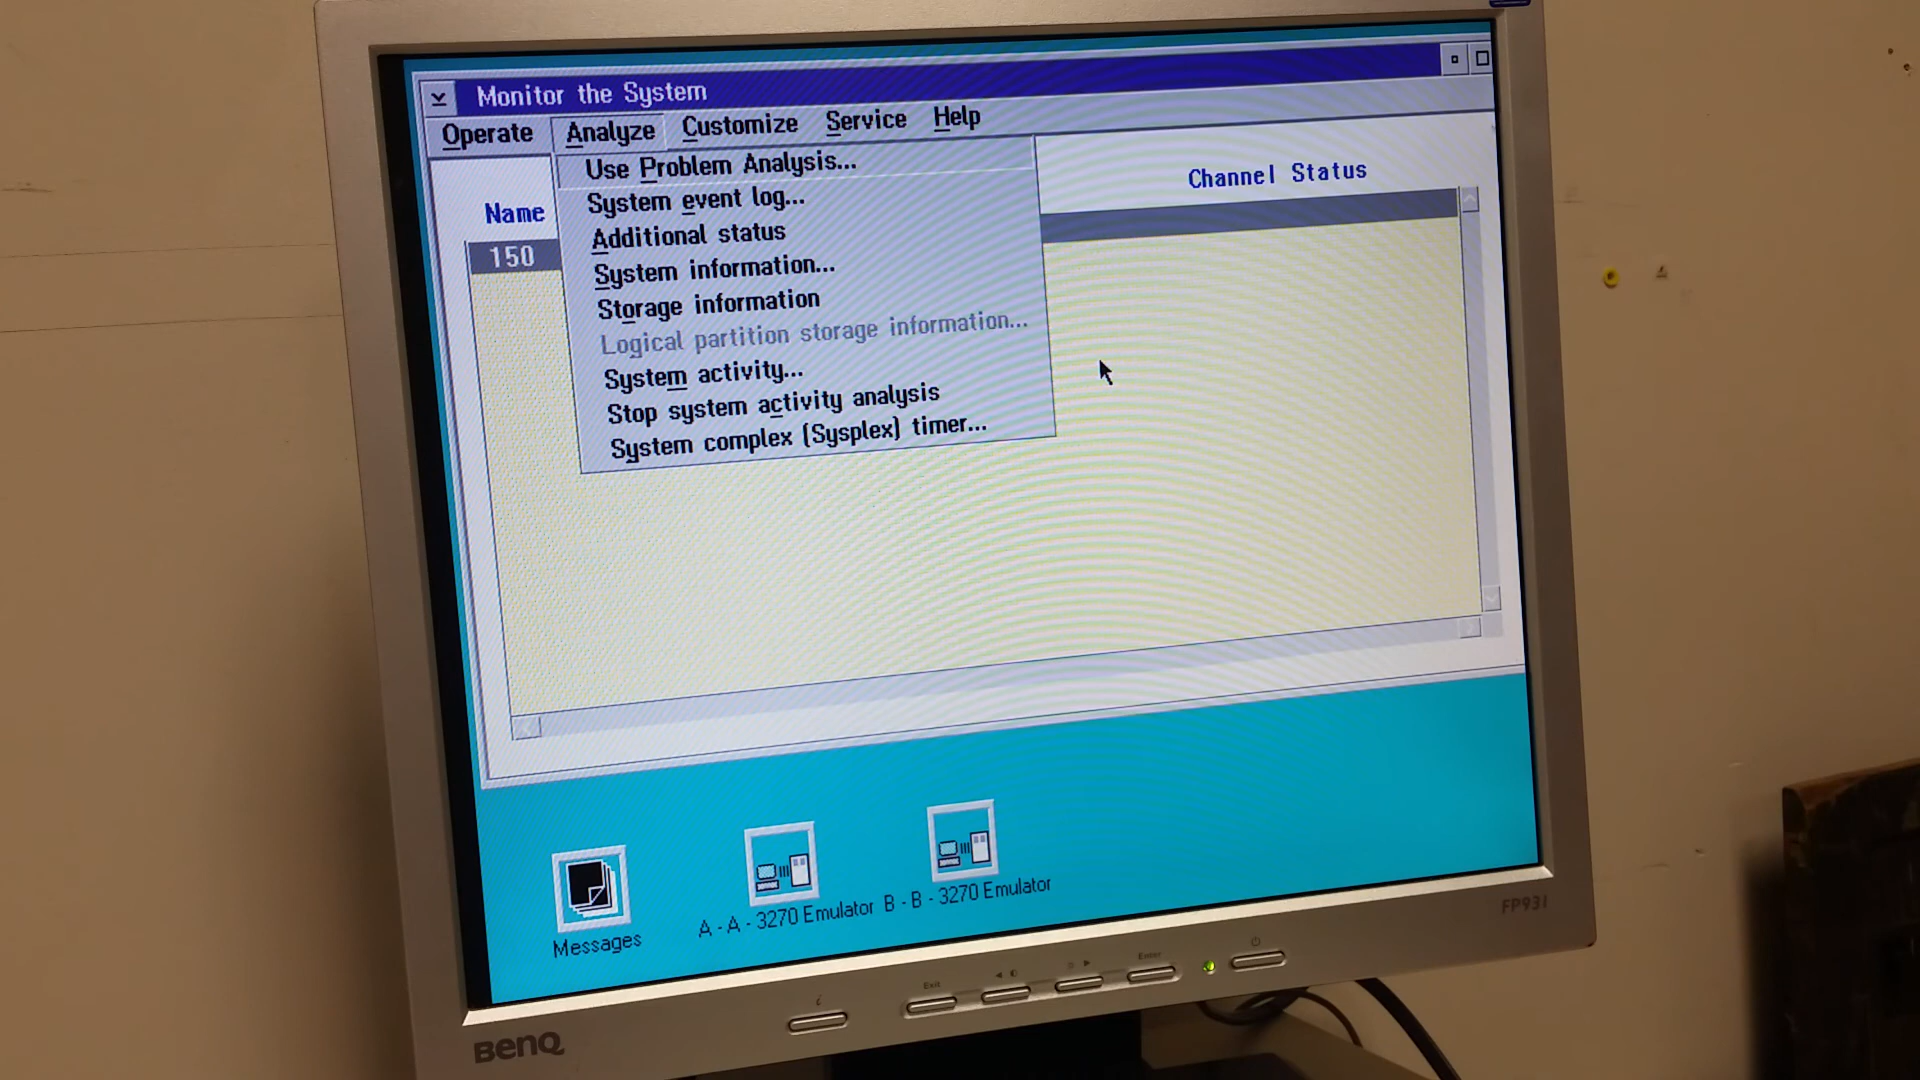 Monitor the System
Operate Analyze Customize Service Help
Use Problem Analysis...
System event log...
Additional status
System information...
Storage information
Logical partition storage information...
System activity...
Stop system activity analysis
System complex (Sysplex) timer...
Name
Channel Status
150
Messages
A - A - 3270 Emulator
B - B - 3270 Emulator
FP931
i
Exit
Enter
BenQ